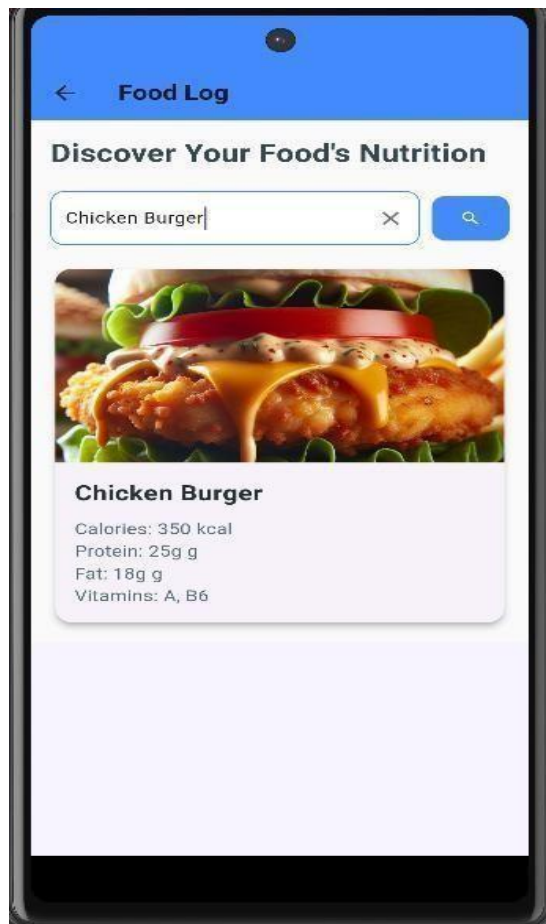 Food Log
Discover Your Food's Nutrition
Chicken Burger
Chicken Burger
Calories: 350 kcal
Protein: 25g g
Fat: 18g g
Vitamins: A, B6